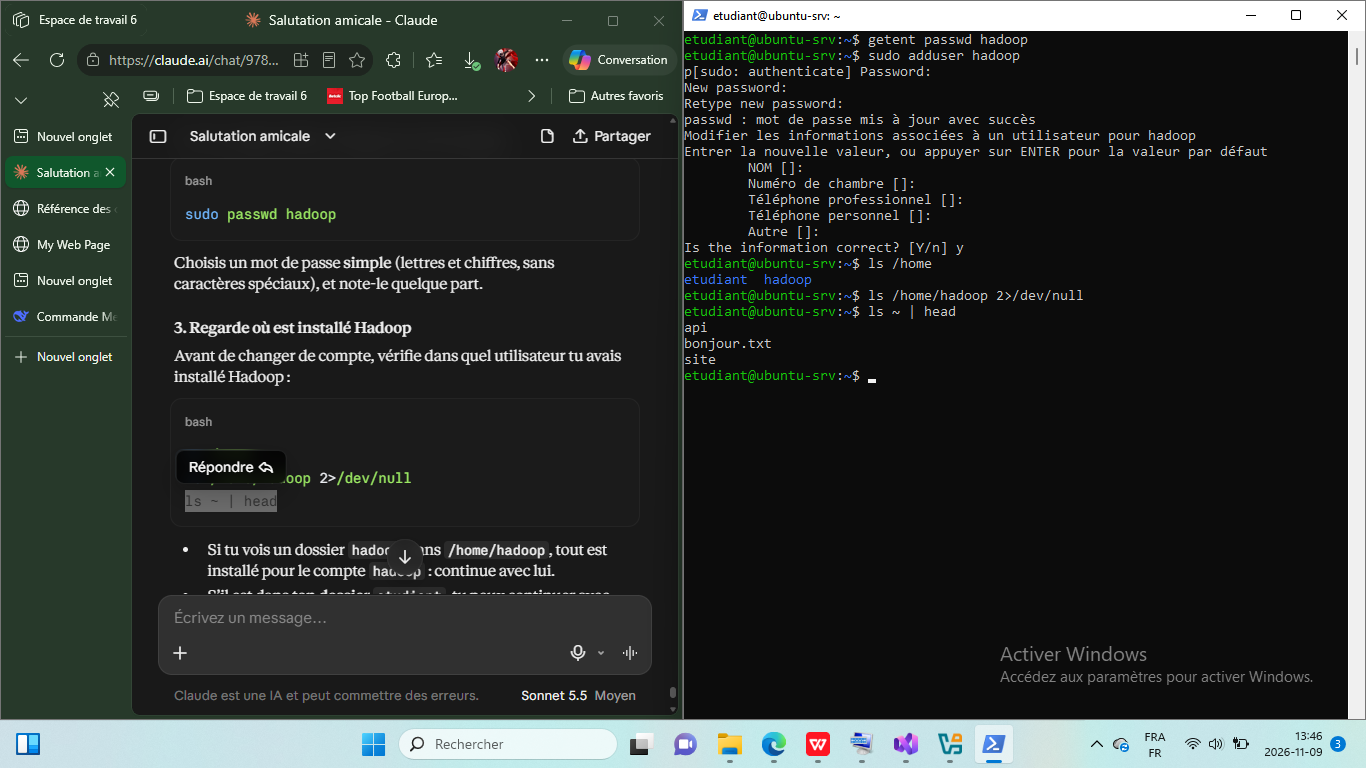 Espace de travail 6
Salutation amicale - Claude
https://claude.ai/chat/978...
Conversation
Espace de travail 6
Top Football Europ...
Autres favoris
Nouvel onglet
Salutation a
Référence des
My Web Page
Nouvel onglet
Commande Me
Nouvel onglet
Salutation amicale
Partager
bash
sudo passwd hadoop
Choisis un mot de passe simple (lettres et chiffres, sans
caractères spéciaux), et note-le quelque part.
3. Regarde où est installé Hadoop
Avant de changer de compte, vérifie dans quel utilisateur tu avais
installé Hadoop :
bash
Répondre
oop 2>/dev/null
ls ~ | head
Si tu vois un dossier hadoo ans /home/hadoop, tout est
installé pour le compte hadoop : continue avec lui.
Écrivez un message...
Claude est une IA et peut commettre des erreurs.
Sonnet 5.5 Moyen
etudiant@ubuntu-srv: ~
etudiant@ubuntu-srv:~$ getent passwd hadoop
etudiant@ubuntu-srv:~$ sudo adduser hadoop
p[sudo: authenticate] Password:
New password:
Retype new password:
passwd : mot de passe mis à jour avec succès
Modifier les informations associées à un utilisateur pour hadoop
Entrer la nouvelle valeur, ou appuyer sur ENTER pour la valeur par défaut
NOM []:
Numéro de chambre []:
Téléphone professionnel []:
Téléphone personnel []:
Autre []:
Is the information correct? [Y/n] y
etudiant@ubuntu-srv:~$ ls /home
etudiant hadoop
etudiant@ubuntu-srv:~$ ls /home/hadoop 2>/dev/null
etudiant@ubuntu-srv:~$ ls ~ | head
api
bonjour.txt
site
etudiant@ubuntu-srv:~$
Activer Windows
Accédez aux paramètres pour activer Windows.
Rechercher
FRA
FR
13:46
2026-11-09
3